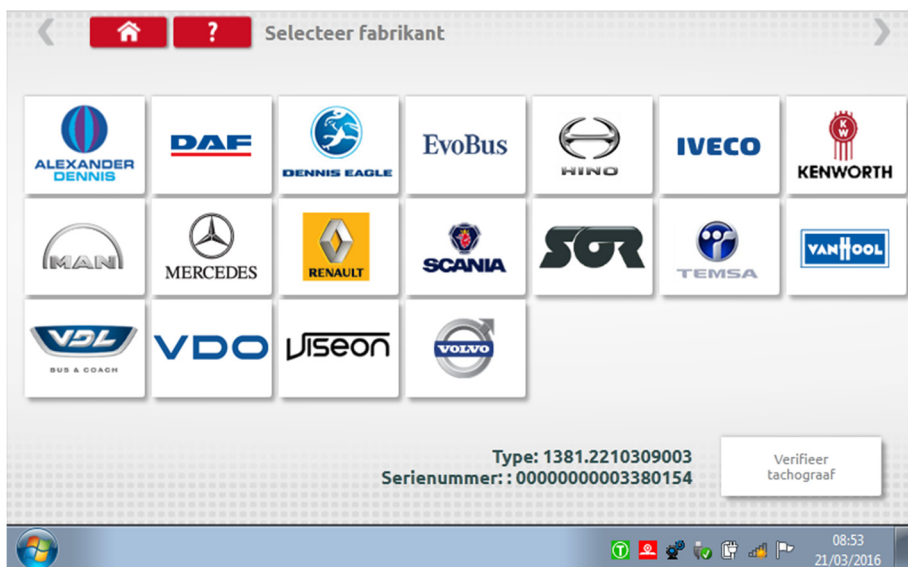 ? Selecteer fabrikant
ALEXANDER
DENNIS
DAF
DENNIS EAGLE
EvoBus
HINO
IVECO
KW
KENWORTH
MAN
MERCEDES
RENAULT
SCANIA
SOR
TEMSA
VANHOOL
VDL
BUS & COACH
VDO
Viseon
VOLVO
Type: 1381.2210309003
Serienummer: : 00000000003380154
Verifieer
tachograaf
T
08:53
21/03/2016